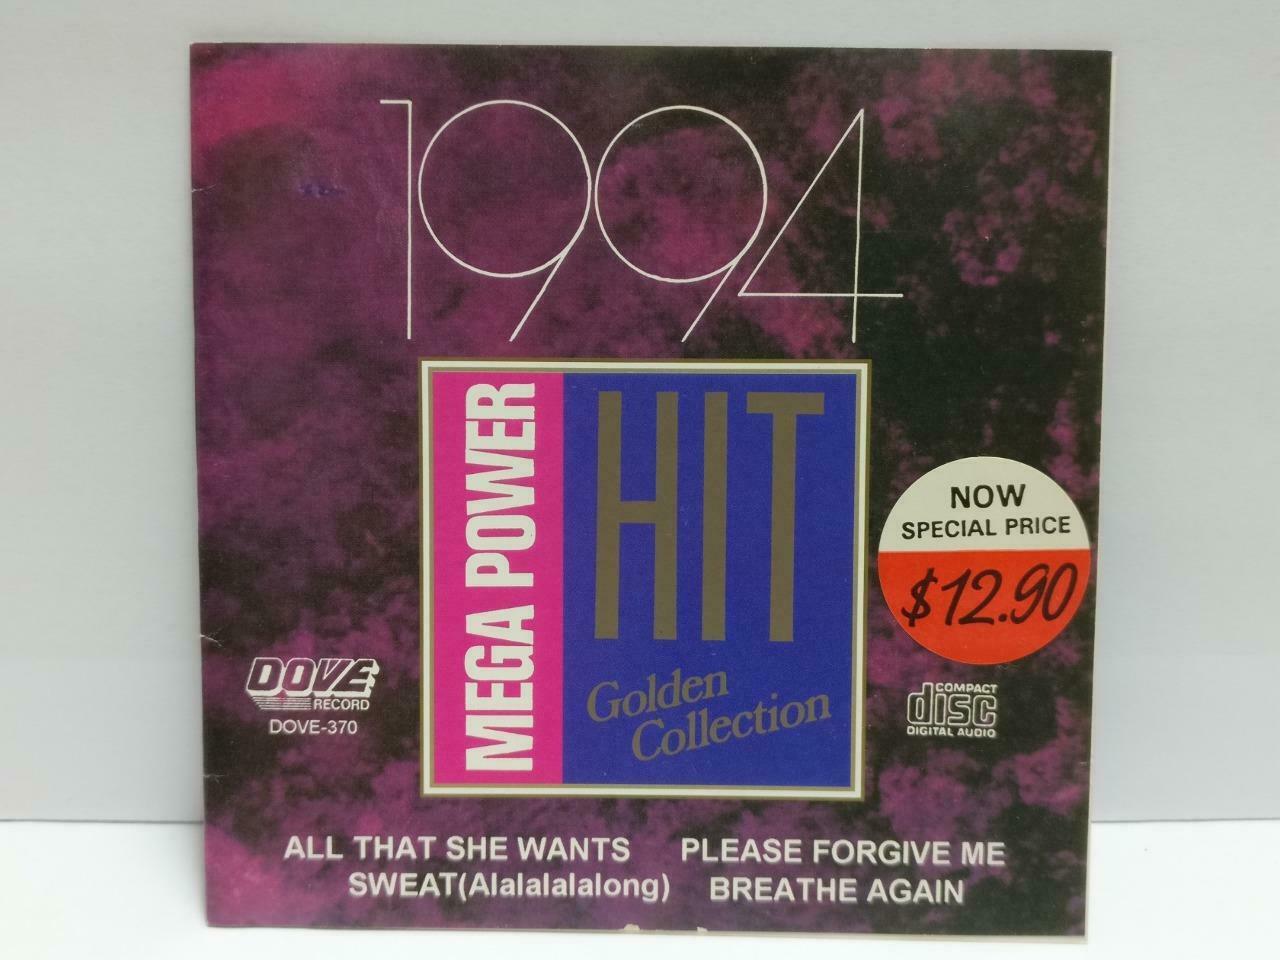 1994
MEGA POWER
HIT
Golden
Collection
NOW
SPECIAL PRICE
$12.90
DOVE
RECORD
DOVE-370
COMPACT
disc
DIGITAL AUDIO
ALL THAT SHE WANTS PLEASE FORGIVE ME
SWEAT(Alalalalalong) BREATHE AGAIN